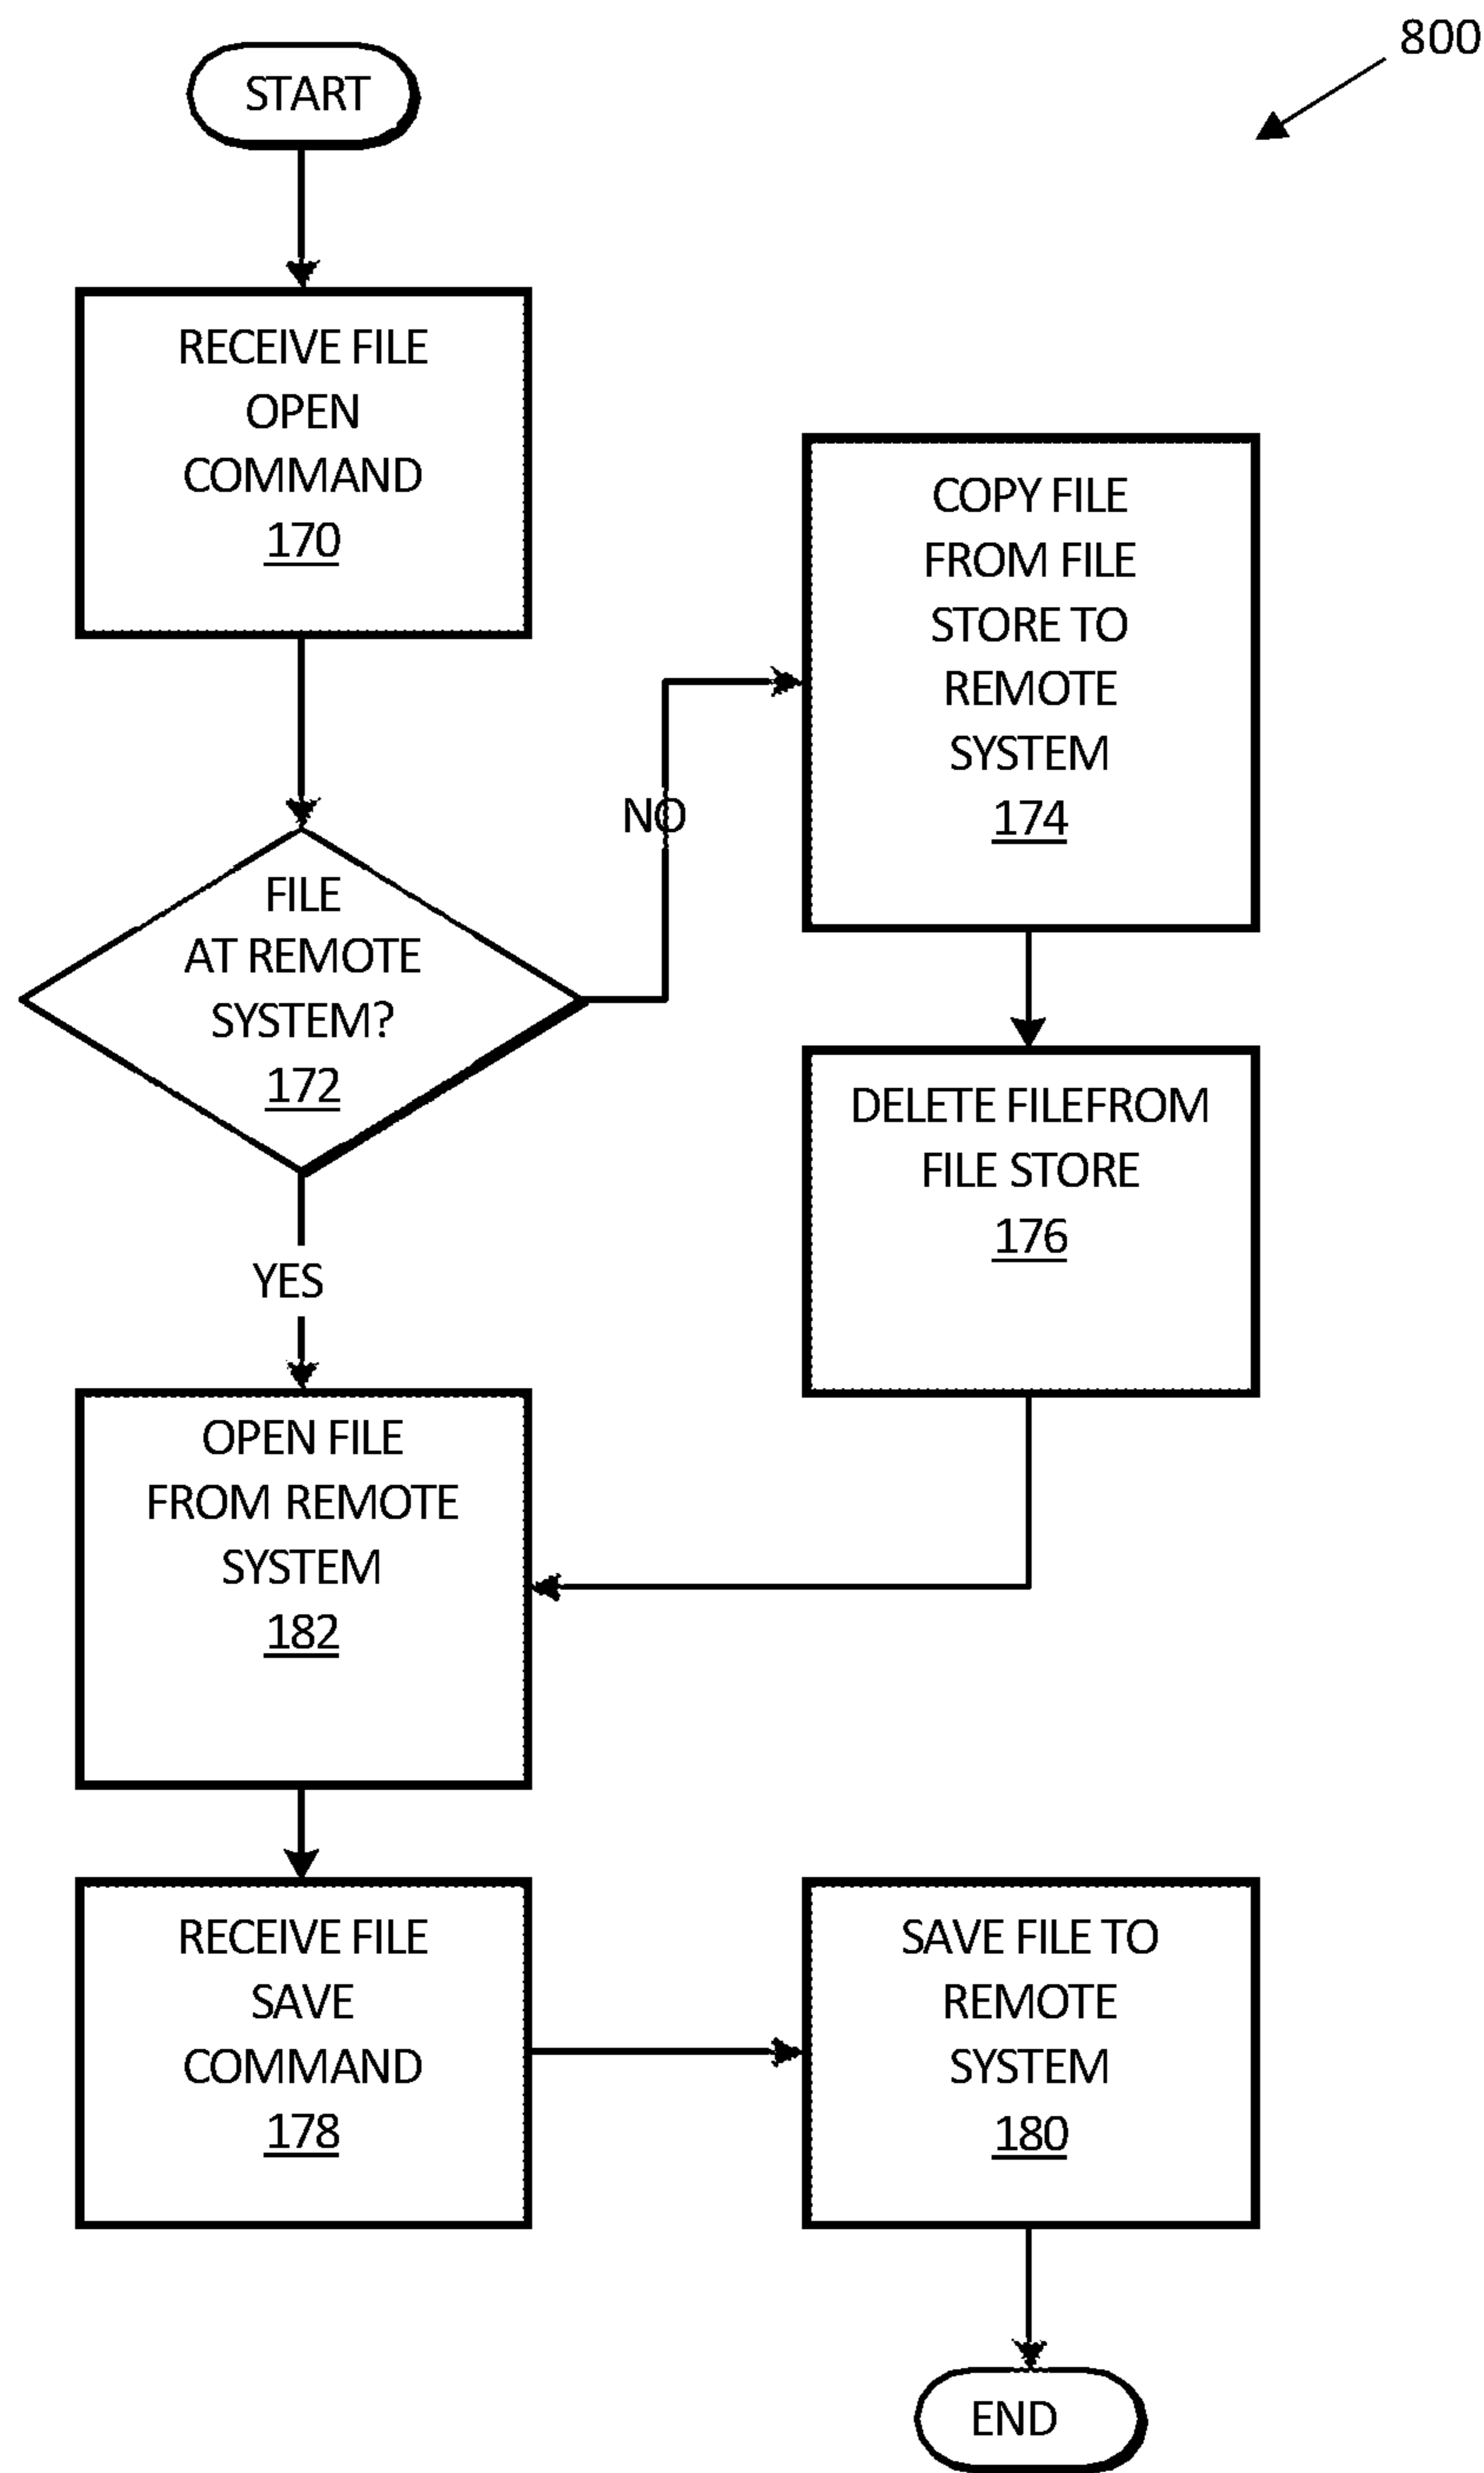 800
START
RECEIVE FILE
OPEN
COMMAND
170
FILE
AT REMOTE
SYSTEM?
172
NO
COPY FILE
FROM FILE
STORE TO
REMOTE
SYSTEM
174
DELETE FILEFROM
FILE STORE
176
YES
OPEN FILE
FROM REMOTE
SYSTEM
182
RECEIVE FILE
SAVE
COMMAND
178
SAVE FILE TO
REMOTE
SYSTEM
180
END